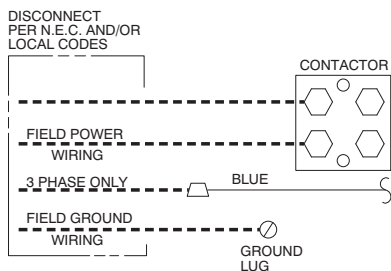 DISCONNECT
PER N.E.C. AND/OR
LOCAL CODES
CONTACTOR
FIELD POWER
WIRING
3 PHASE ONLY
BLUE
FIELD GROUND
WIRING
GROUND
LUG